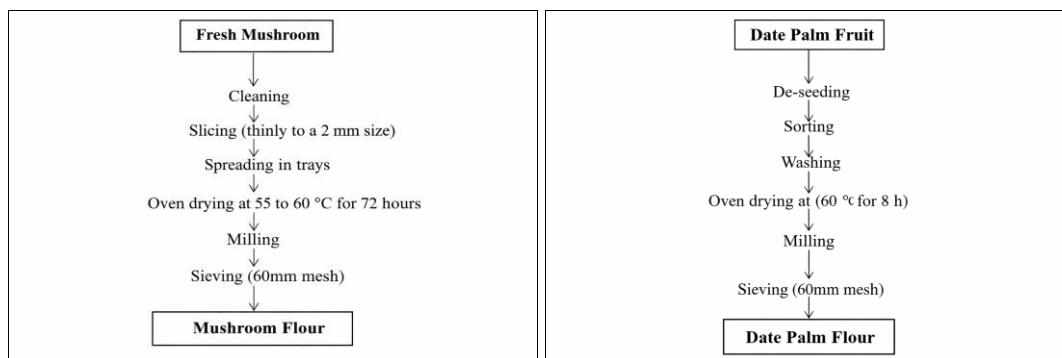 Fresh Mushroom
Cleaning
Slicing (thinly to a 2 mm size)
Spreading in trays
Oven drying at 55 to 60 °C for 72 hours
Milling
Sieving (60mm mesh)
Mushroom Flour
Date Palm Fruit
De-seeding
Sorting
Washing
Oven drying at (60 °c for 8 h)
Milling
Sieving (60mm mesh)
Date Palm Flour